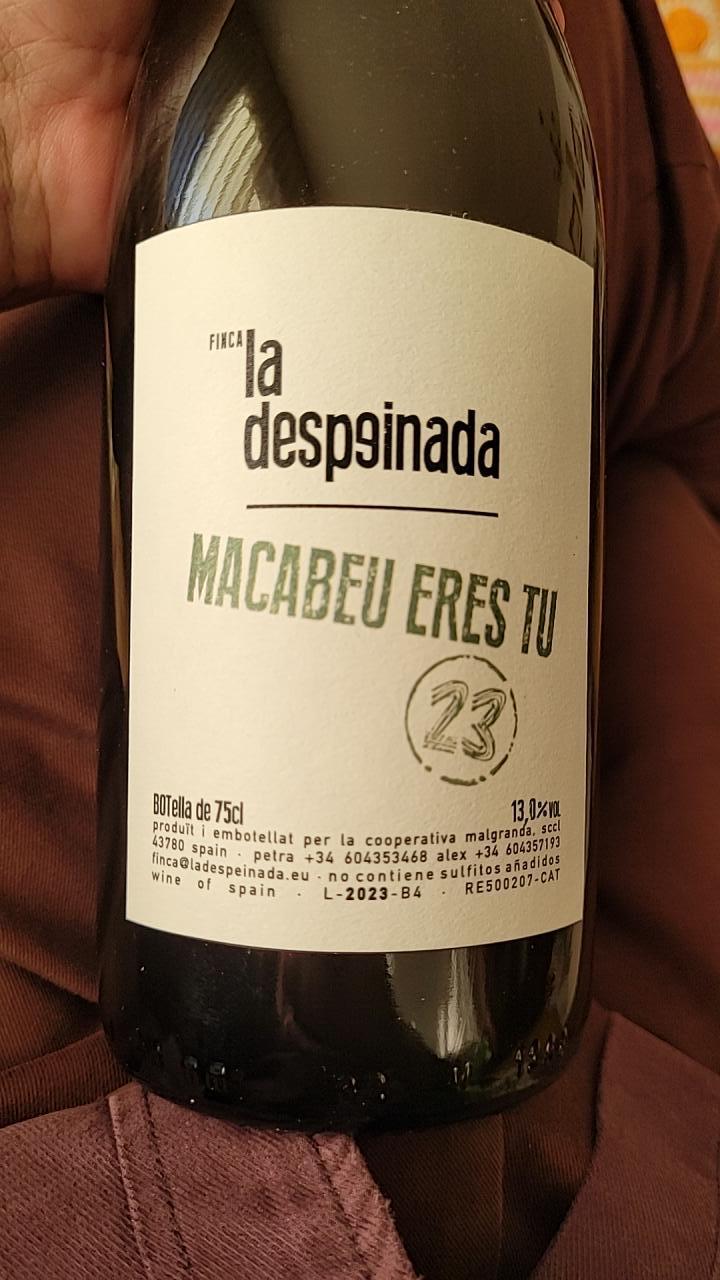 FINCA la
despeinada
MACABEU ERES TU
23
BOTella de 75cl 13,0%VOL
produït i embotellat per la cooperativa malgranda, sccl
43780 spain · petra +34 604353468 alex +34 604357193
finca@ladespeinada.eu · no contiene sulfitos añadidos
wine of spain · L-2023-B4 · RE500207-CAT